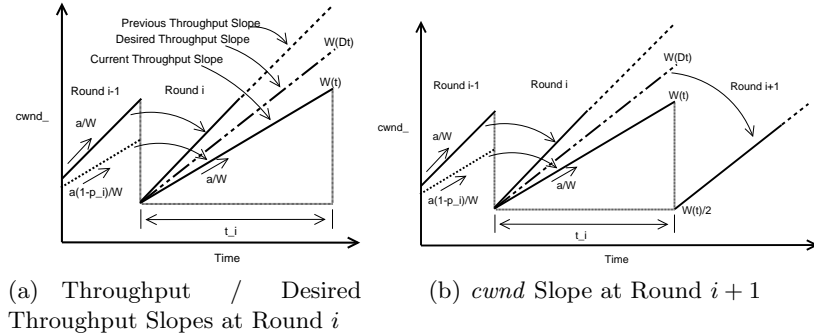 Previous Throughput Slope
Desired Throughput Slope
Current Throughput Slope
W(Dt)
W(t)
Round i-1
Round i
cwnd_
a/W
a(1-p_i)/W
a/W
t_i
Time
(a) Throughput / Desired
Throughput Slopes at Round i
W(Dt)
Round i-1
Round i
Round i+1
W(t)
cwnd_
a/W
a(1-p_i)/W
a/W
W(t)/2
t_i
Time
(b) cwnd Slope at Round i + 1